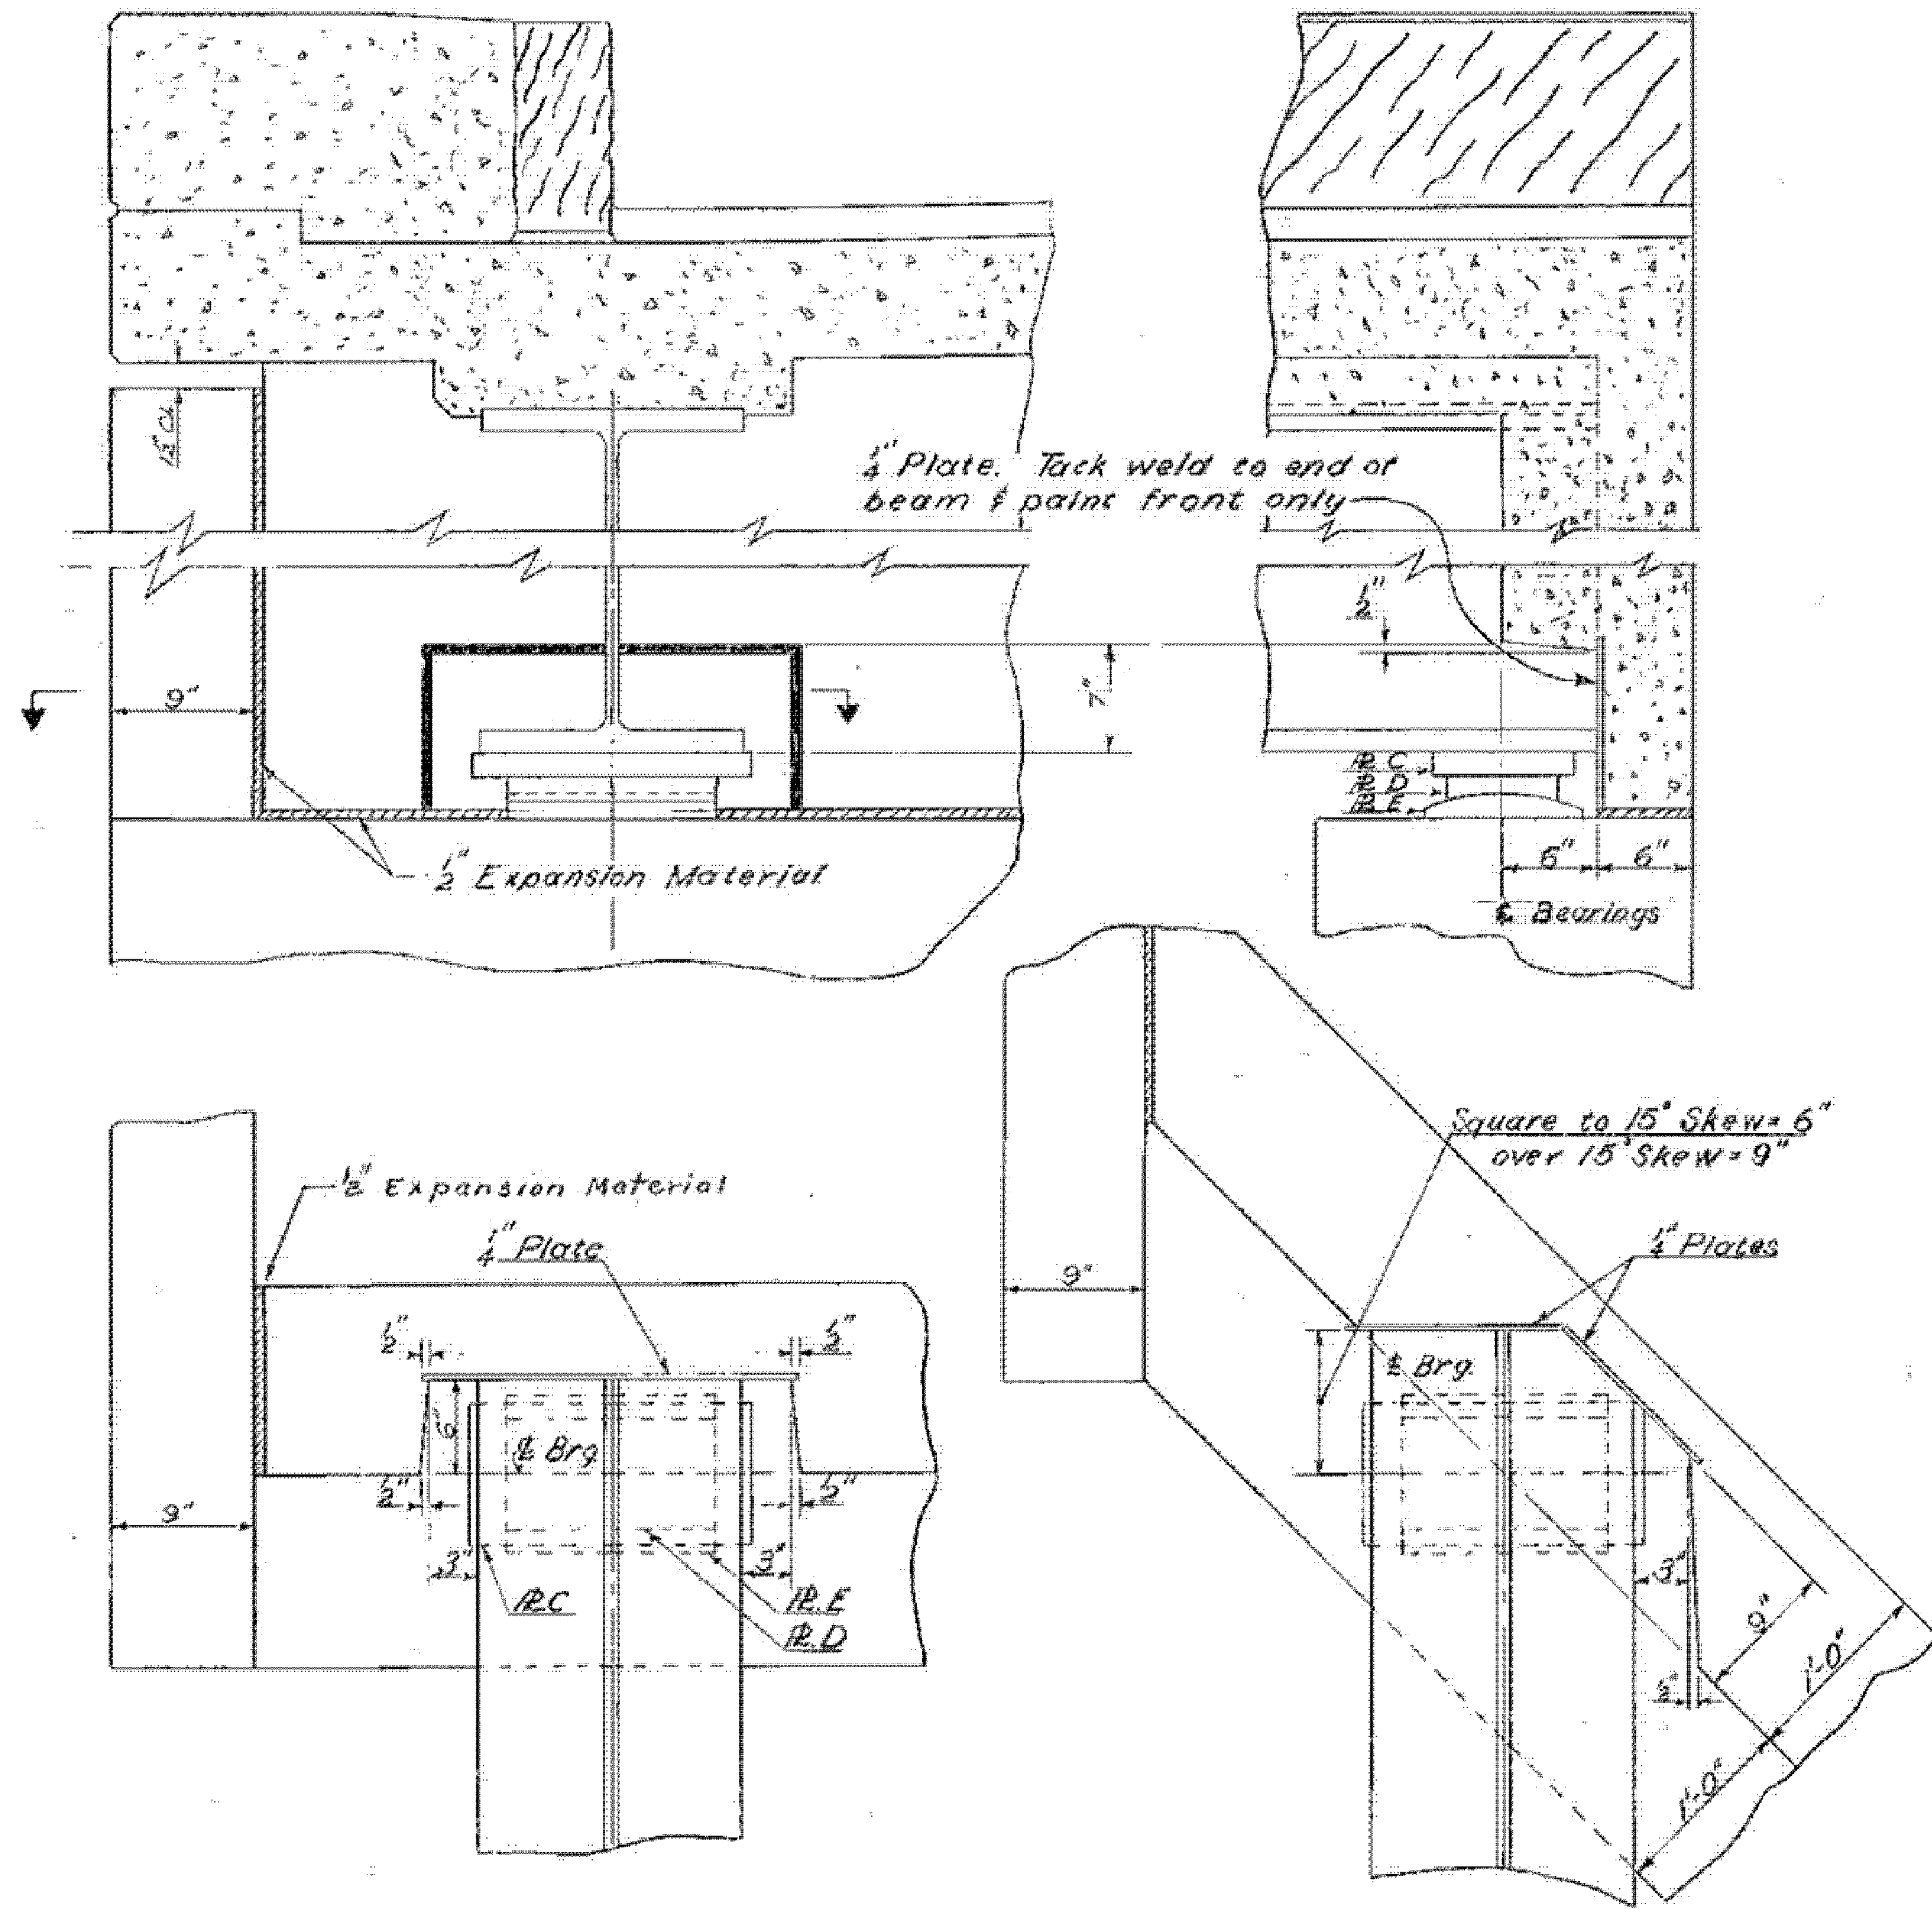 1/4" Plate. Tack weld to end of
beam & paint front only
1½" Cl.
1/2"
9"
7"
PL C
PL D
PL E
1/2" Expansion Material
6" 6"
℄ Bearings
Square to 15° Skew = 6"
over 15° Skew = 9"
1/2" Expansion Material
1/4" Plate
1/4" Plates
9"
1/2" 1/2"
℄ Brg.
6"
℄ Brg.
1/2" 1/2"
9"
3" 3"
3"
PL C
PL E
PL D
9"
1'-0"
1/2"
1'-0"